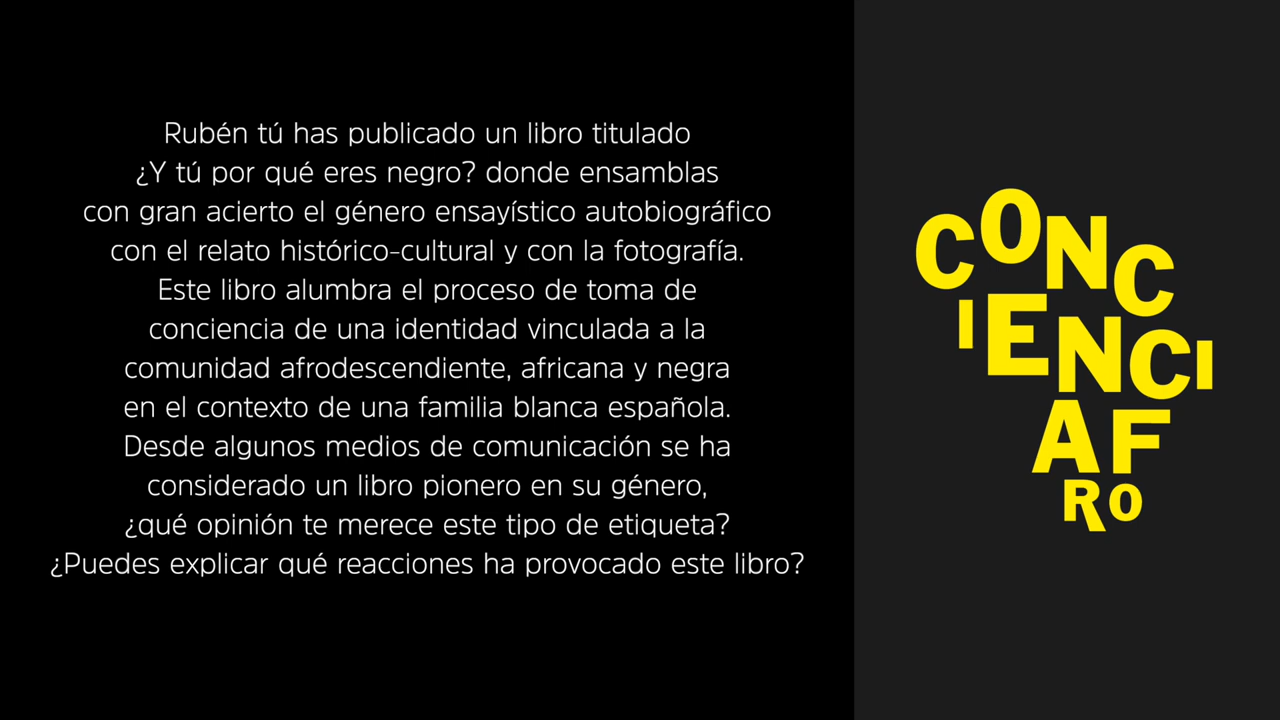 Rubén tú has publicado un libro titulado
¿Y tú por qué eres negro? donde ensamblas
con gran acierto el género ensayístico autobiográfico
con el relato histórico-cultural y con la fotografía.
Este libro alumbra el proceso de toma de
conciencia de una identidad vinculada a la
comunidad afrodescendiente, africana y negra
en el contexto de una familia blanca española.
Desde algunos medios de comunicación se ha
considerado un libro pionero en su género,
¿qué opinión te merece este tipo de etiqueta?
¿Puedes explicar qué reacciones ha provocado este libro?
CONC
IENCI
AF
RO